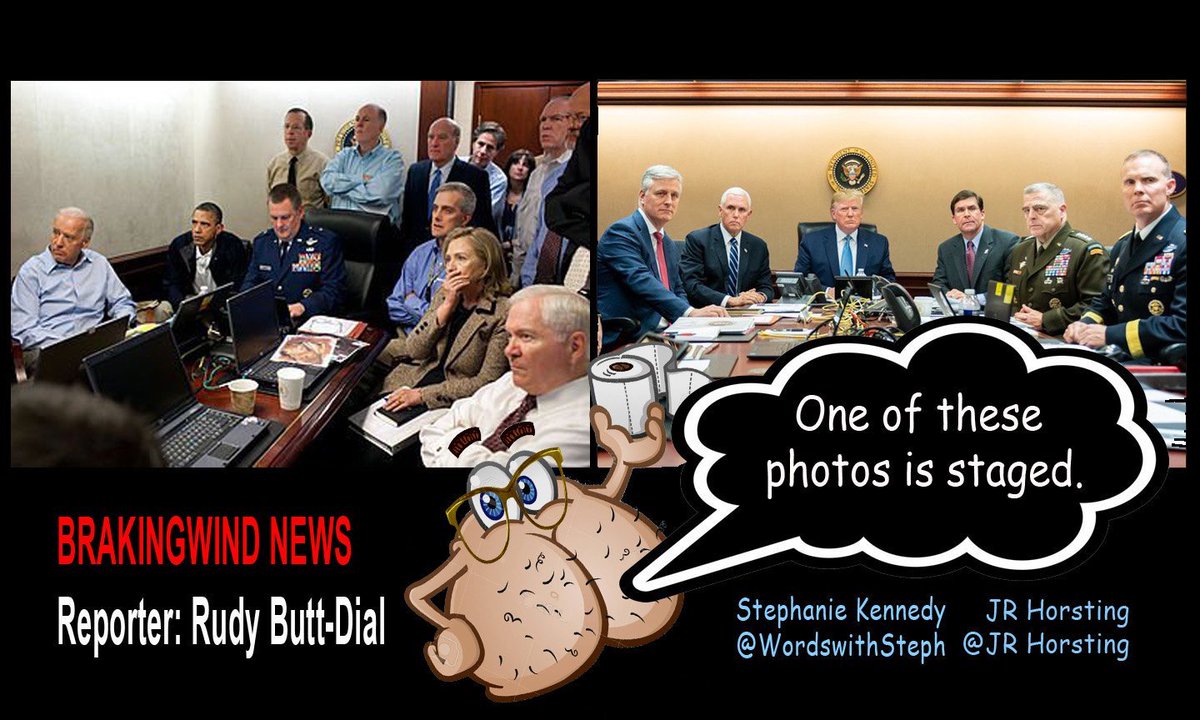 One of these
photos is staged.
BRAKINGWIND NEWS
Reporter: Rudy Butt-Dial
Stephanie Kennedy
@WordswithSteph
JR Horsting
@JR Horsting